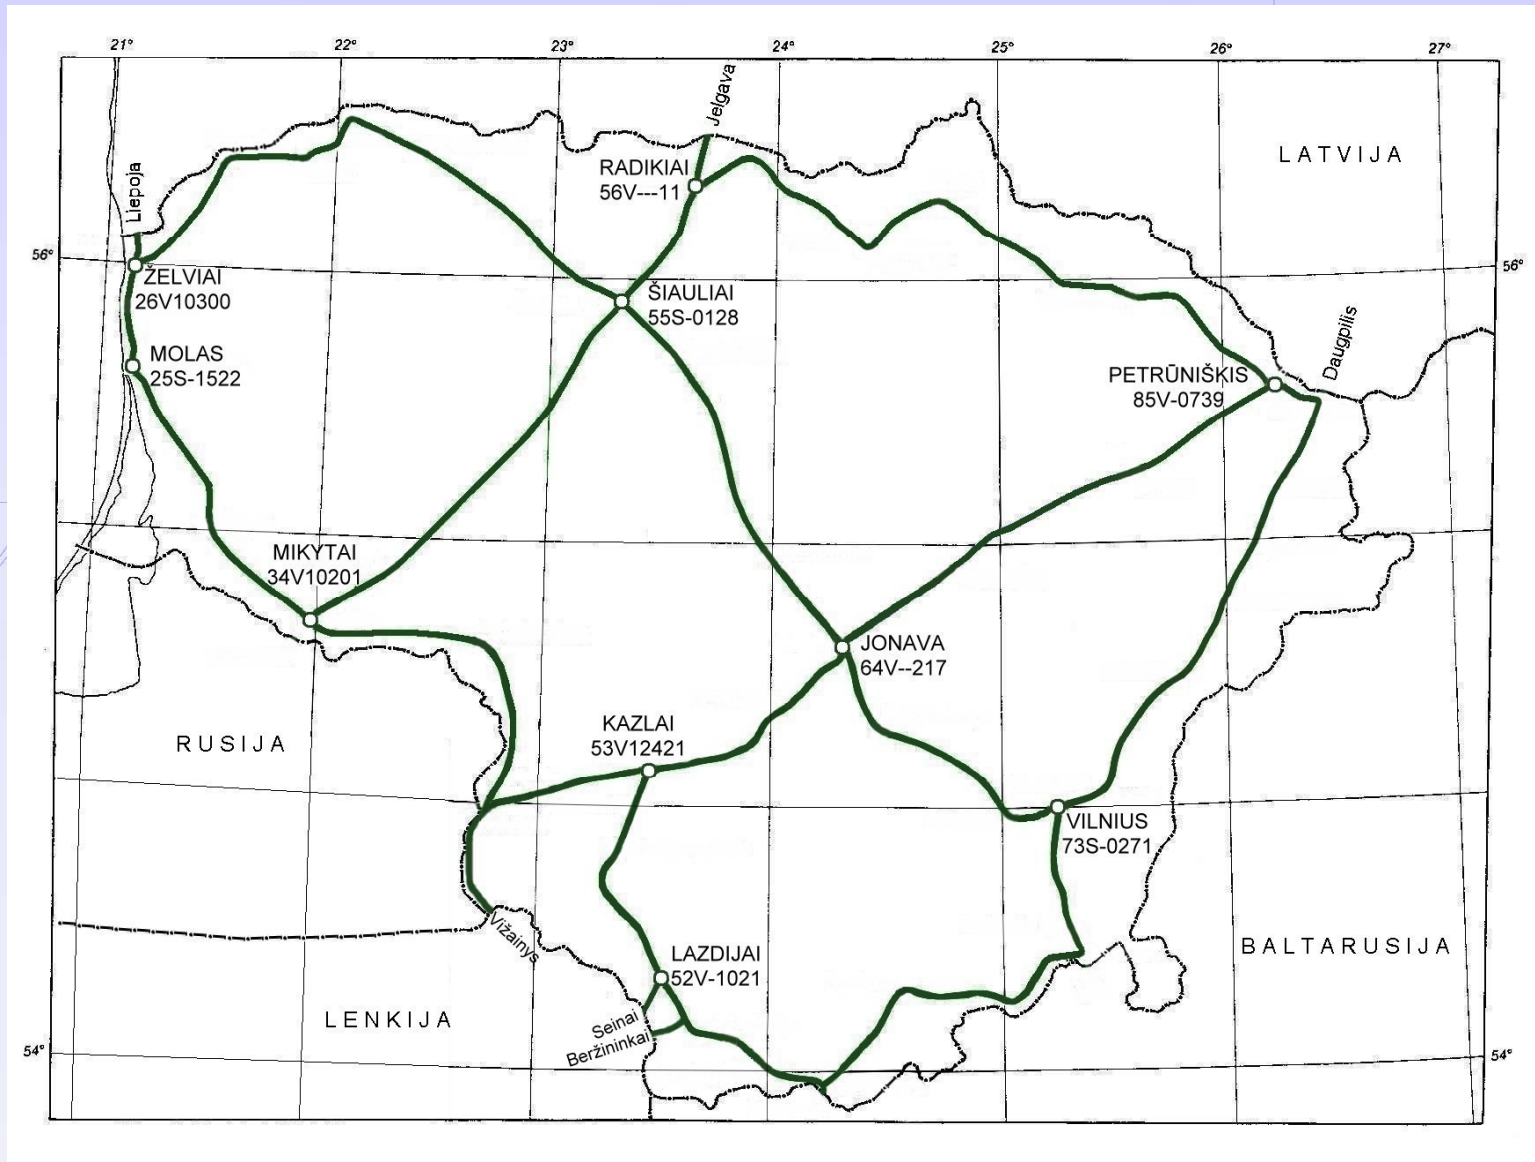 21° 22° 23° 24° 25° 26° 27°
Jelgava
LATVIJA
RADIKIAI
56V---11
Liepoja
56°
56°
ŽELVIAI
26V10300
ŠIAULIAI
55S-0128
MOLAS
25S-1522
Daugpilis
PETRŪNIŠKIS
85V-0739
MIKYTAI
34V10201
JONAVA
64V--217
RUSIJA
KAZLAI
53V12421
VILNIUS
73S-0271
Vižainys
BALTARUSIJA
LAZDIJAI
52V-1021
LENKIJA
Seinai
Beržininkai
54°
54°